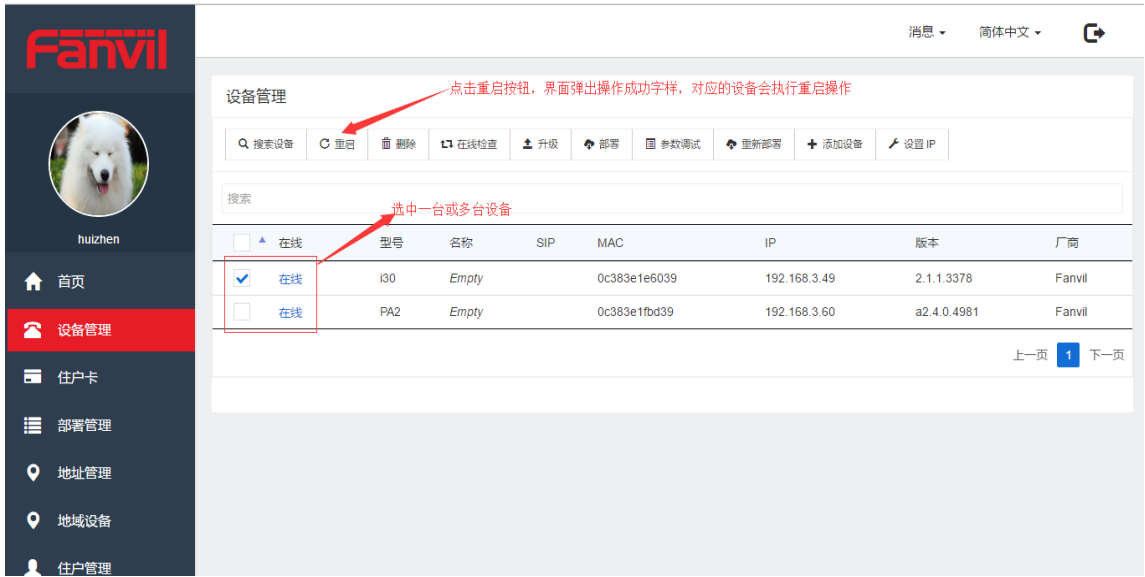 Fanvil
消息 简体中文
设备管理
点击重启按钮，界面弹出操作成功字样，对应的设备会执行重启操作
搜索设备 重启 删除 在线检查 升级 部署 参数调试 重新部署 添加设备 设置 IP
搜索
选中一台或多台设备
在线 型号 名称 SIP MAC IP 版本 厂商
在线 i30 Empty 0c383e1e6039 192.168.3.49 2.1.1.3378 Fanvil
在线 PA2 Empty 0c383e1fbd39 192.168.3.60 a2.4.0.4981 Fanvil
上一页 1 下一页
huizhen
首页
设备管理
住户卡
部署管理
地址管理
地域设备
住户管理